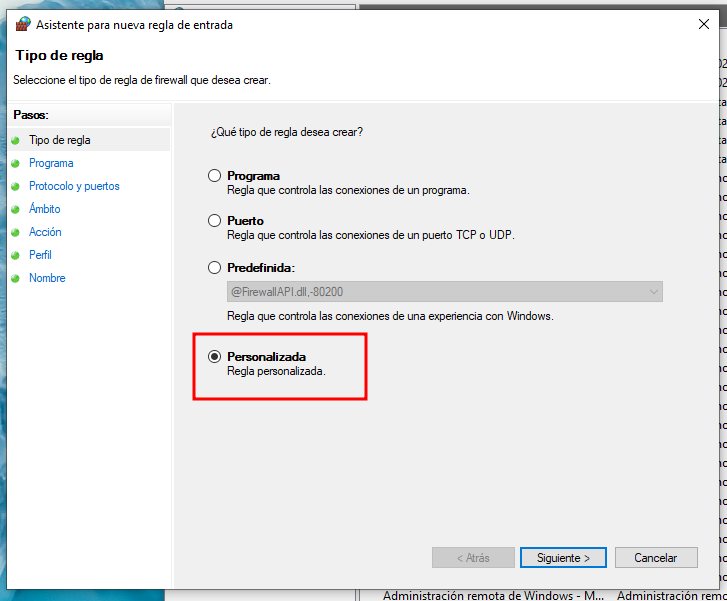 Asistente para nueva regla de entrada
Tipo de regla
Seleccione el tipo de regla de firewall que desea crear.
Pasos:
Tipo de regla
Programa
Protocolo y puertos
Ámbito
Acción
Perfil
Nombre
¿Qué tipo de regla desea crear?
Programa
Regla que controla las conexiones de un programa.
Puerto
Regla que controla las conexiones de un puerto TCP o UDP.
Predefinida:
@FirewallAPI.dll,-80200
Regla que controla las conexiones de una experiencia con Windows.
Personalizada
Regla personalizada.
< Atrás
Siguiente >
Cancelar
Administración remota de Windows - M... Administración remo